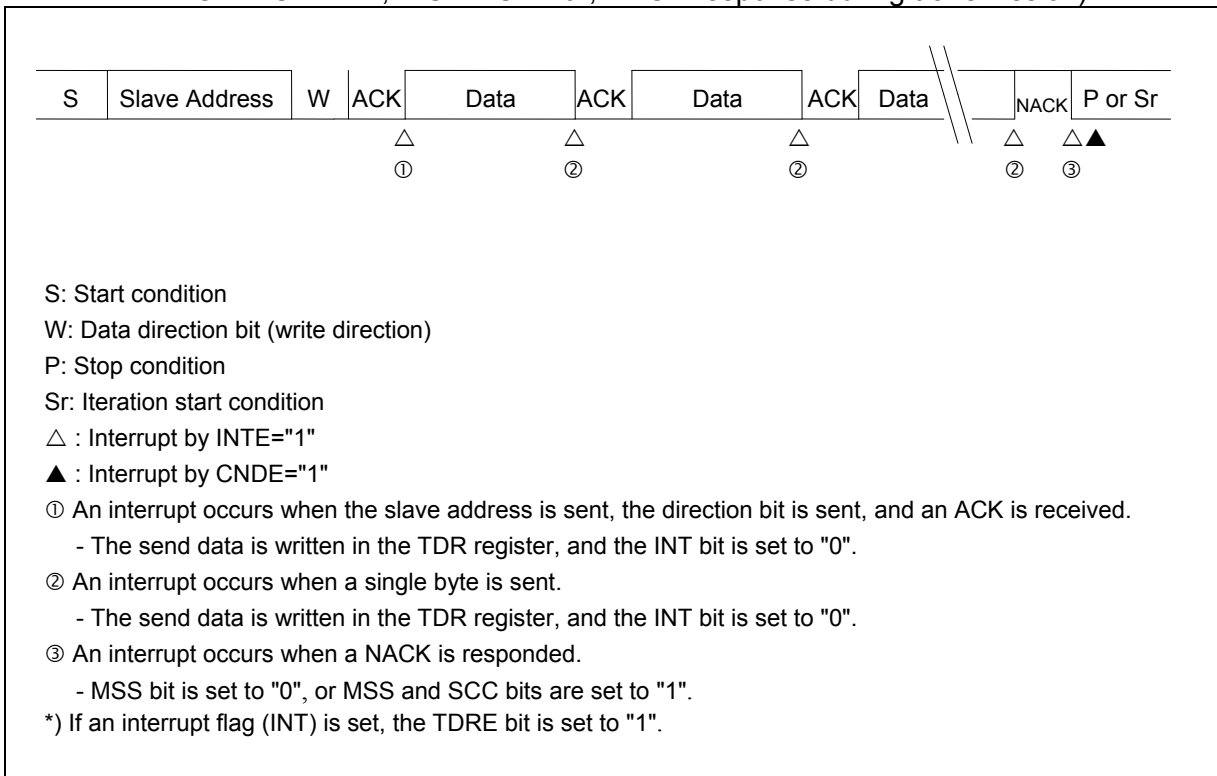 S Slave Address W ACK Data ACK Data ACK Data NACK P or Sr
△ △ △ △ △▲
① ② ② ② ③
S: Start condition
W: Data direction bit (write direction)
P: Stop condition
Sr: Iteration start condition
△ : Interrupt by INTE="1"
▲ : Interrupt by CNDE="1"
① An interrupt occurs when the slave address is sent, the direction bit is sent, and an ACK is received.
- The send data is written in the TDR register, and the INT bit is set to "0".
② An interrupt occurs when a single byte is sent.
- The send data is written in the TDR register, and the INT bit is set to "0".
③ An interrupt occurs when a NACK is responded.
- MSS bit is set to "0", or MSS and SCC bits are set to "1".
*) If an interrupt flag (INT) is set, the TDRE bit is set to "1".